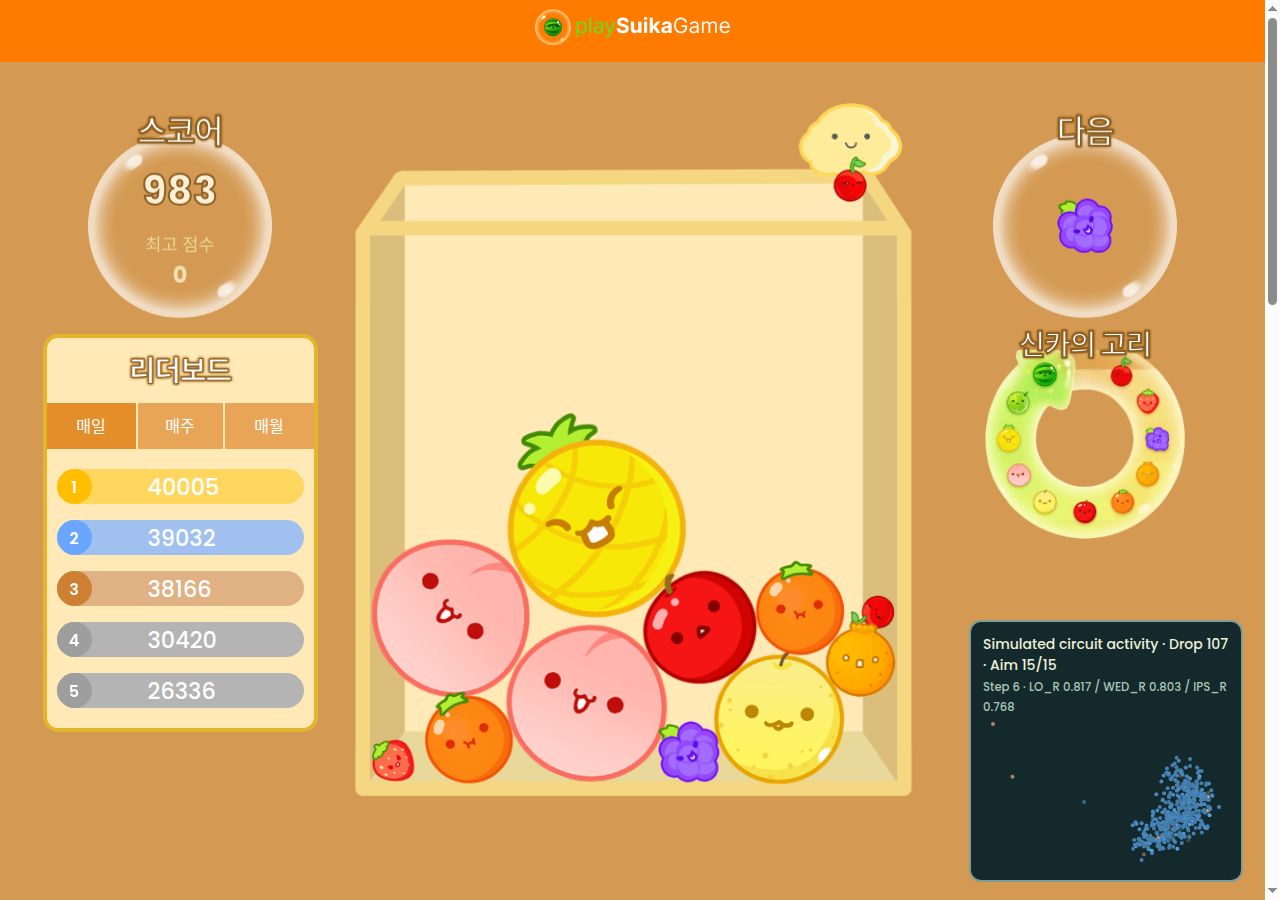 playSuikaGame
스코어
983
최고 점수
0
다음
신카의 고리
리더보드
매일 매주 매월
1 40005
2 39032
3 38166
4 30420
5 26336
Simulated circuit activity · Drop 107
· Aim 15/15
Step 6 · LO_R 0.817 / WED_R 0.803 / IPS_R
0.768